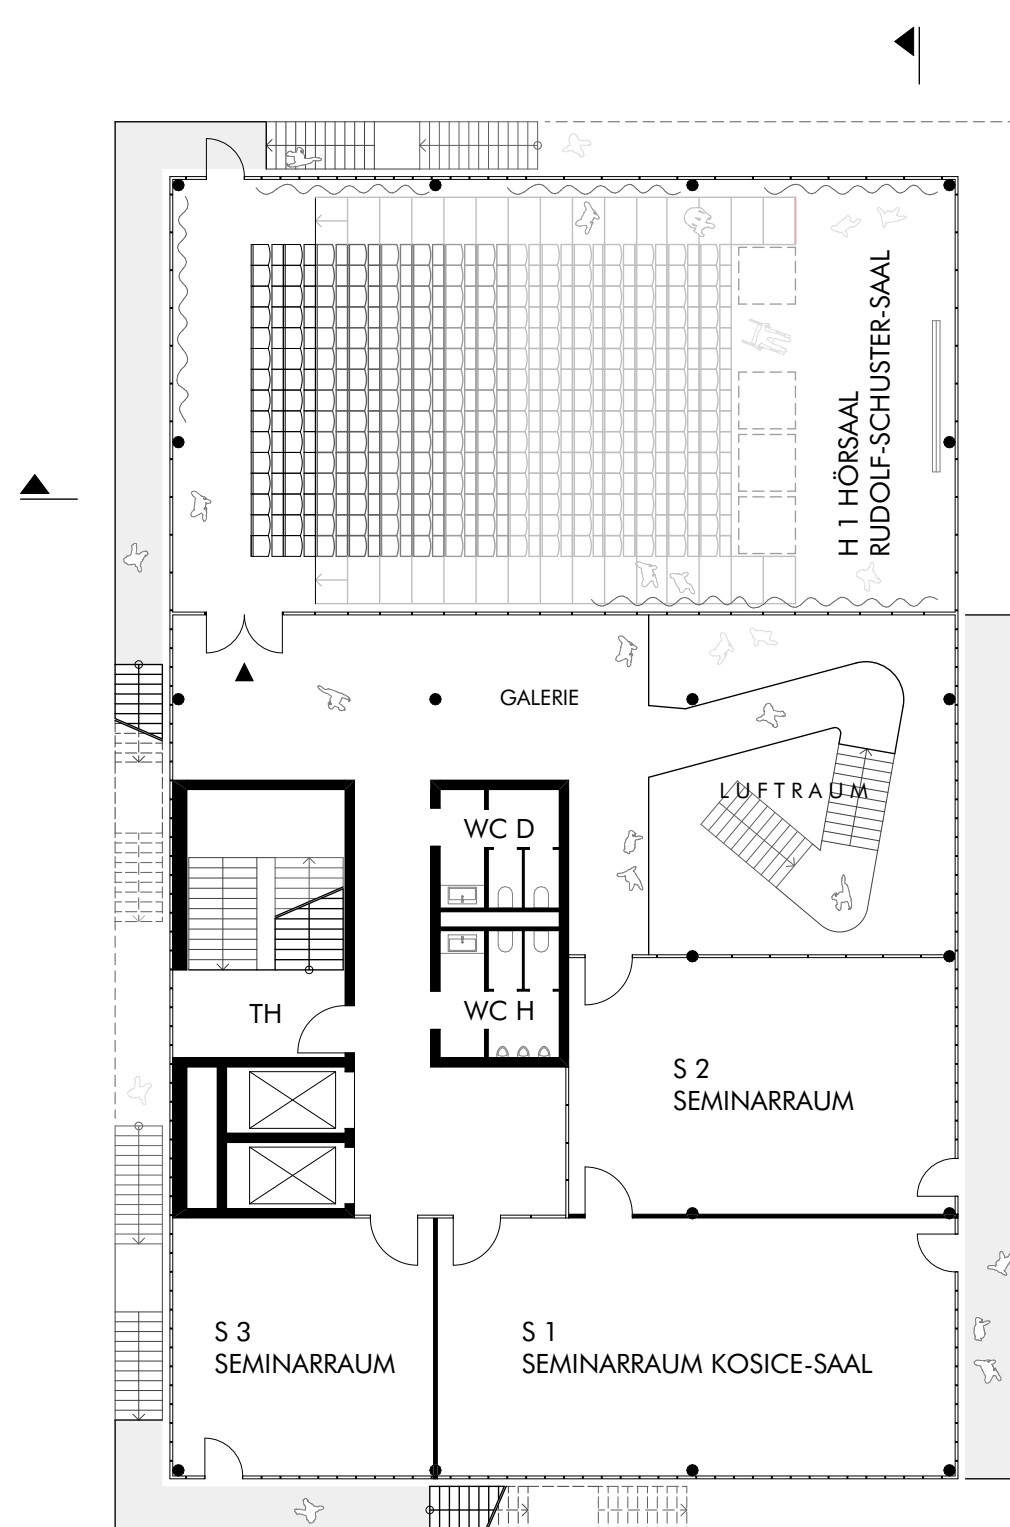 H 1 HÖRSAAL
RUDOLF-SCHUSTER-SAAL
GALERIE
LUFTRAUM
WC D
WC H
TH
S 2
SEMINARRAUM
S 3
SEMINARRAUM
S 1
SEMINARRAUM KOSICE-SAAL